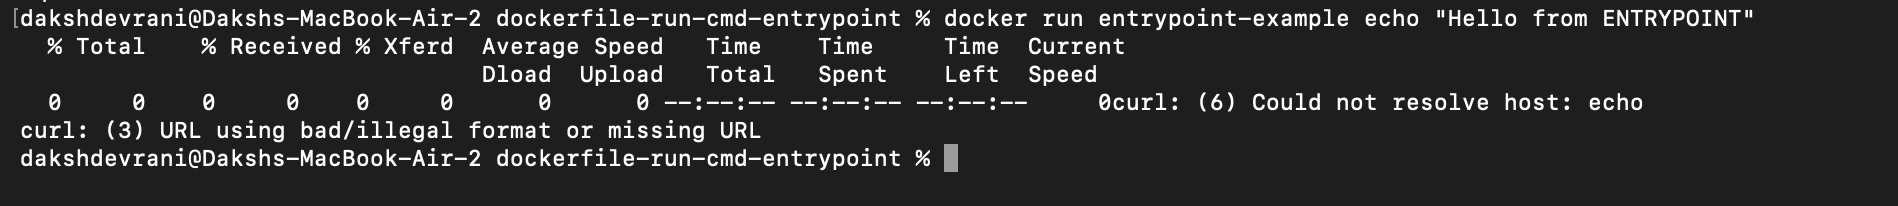 [dakshdevrani@Dakshs-MacBook-Air-2 dockerfile-run-cmd-entrypoint % docker run entrypoint-example echo "Hello from ENTRYPOINT"
% Total % Received % Xferd Average Speed Time Time Time Current
Dload Upload Total Spent Left Speed
0 0 0 0 0 0 0 0 --:--:-- --:--:-- --:--:-- 0curl: (6) Could not resolve host: echo
curl: (3) URL using bad/illegal format or missing URL
dakshdevrani@Dakshs-MacBook-Air-2 dockerfile-run-cmd-entrypoint %